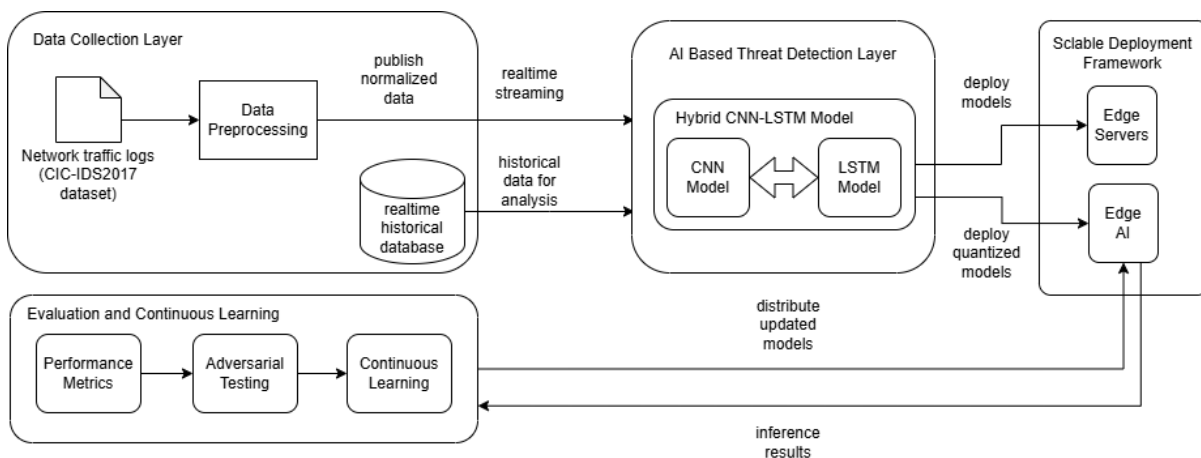 Data Collection Layer
Network traffic logs
(CIC-IDS2017
dataset)
Data
Preprocessing
publish
normalized
data
realtime
streaming
realtime
historical
database
historical
data for
analysis
AI Based Threat Detection Layer
Hybrid CNN-LSTM Model
CNN
Model
LSTM
Model
deploy
models
deploy
quantized
models
Sclable Deployment
Framework
Edge
Servers
Edge
AI
Evaluation and Continuous Learning
Performance
Metrics
Adversarial
Testing
Continuous
Learning
distribute
updated
models
inference
results